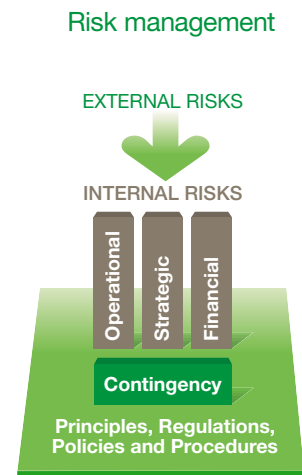 Risk management
EXTERNAL RISKS
INTERNAL RISKS
Operational
Strategic
Financial
Contingency
Principles, Regulations,
Policies and Procedures